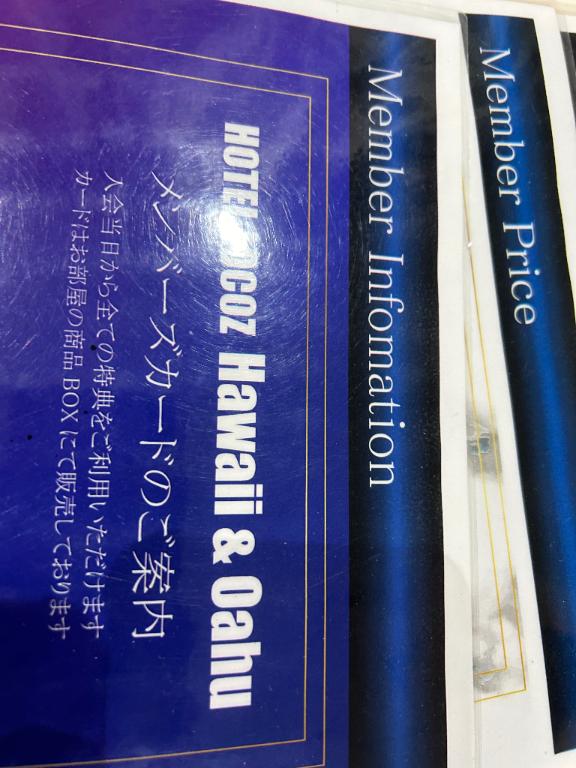 Member Price
Member Infomation
HOTEL Hawaii & Oahu
メンバーズカードのご案内
入会当日から全ての特典をご利用いただけます
カードはお部屋の商品 BOX にて販売しております